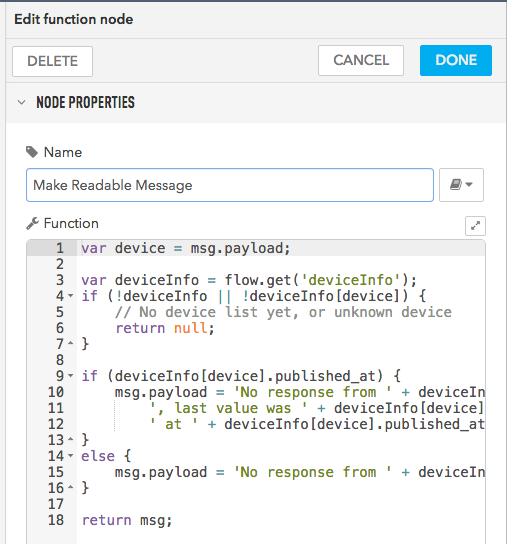 Edit function node
DELETE
CANCEL
DONE
NODE PROPERTIES
Name
Make Readable Message
Function
1 var device = msg.payload;
2
3 var deviceInfo = flow.get('deviceInfo');
4 if (!deviceInfo || !deviceInfo[device]) {
5     // No device list yet, or unknown device
6     return null;
7 }
8
9 if (deviceInfo[device].published_at) {
10     msg.payload = 'No response from ' + deviceIn
11         ', last value was ' + deviceInfo[device]
12         ' at ' + deviceInfo[device].published_at
13 }
14 else {
15     msg.payload = 'No response from ' + deviceIn
16 }
17
18 return msg;